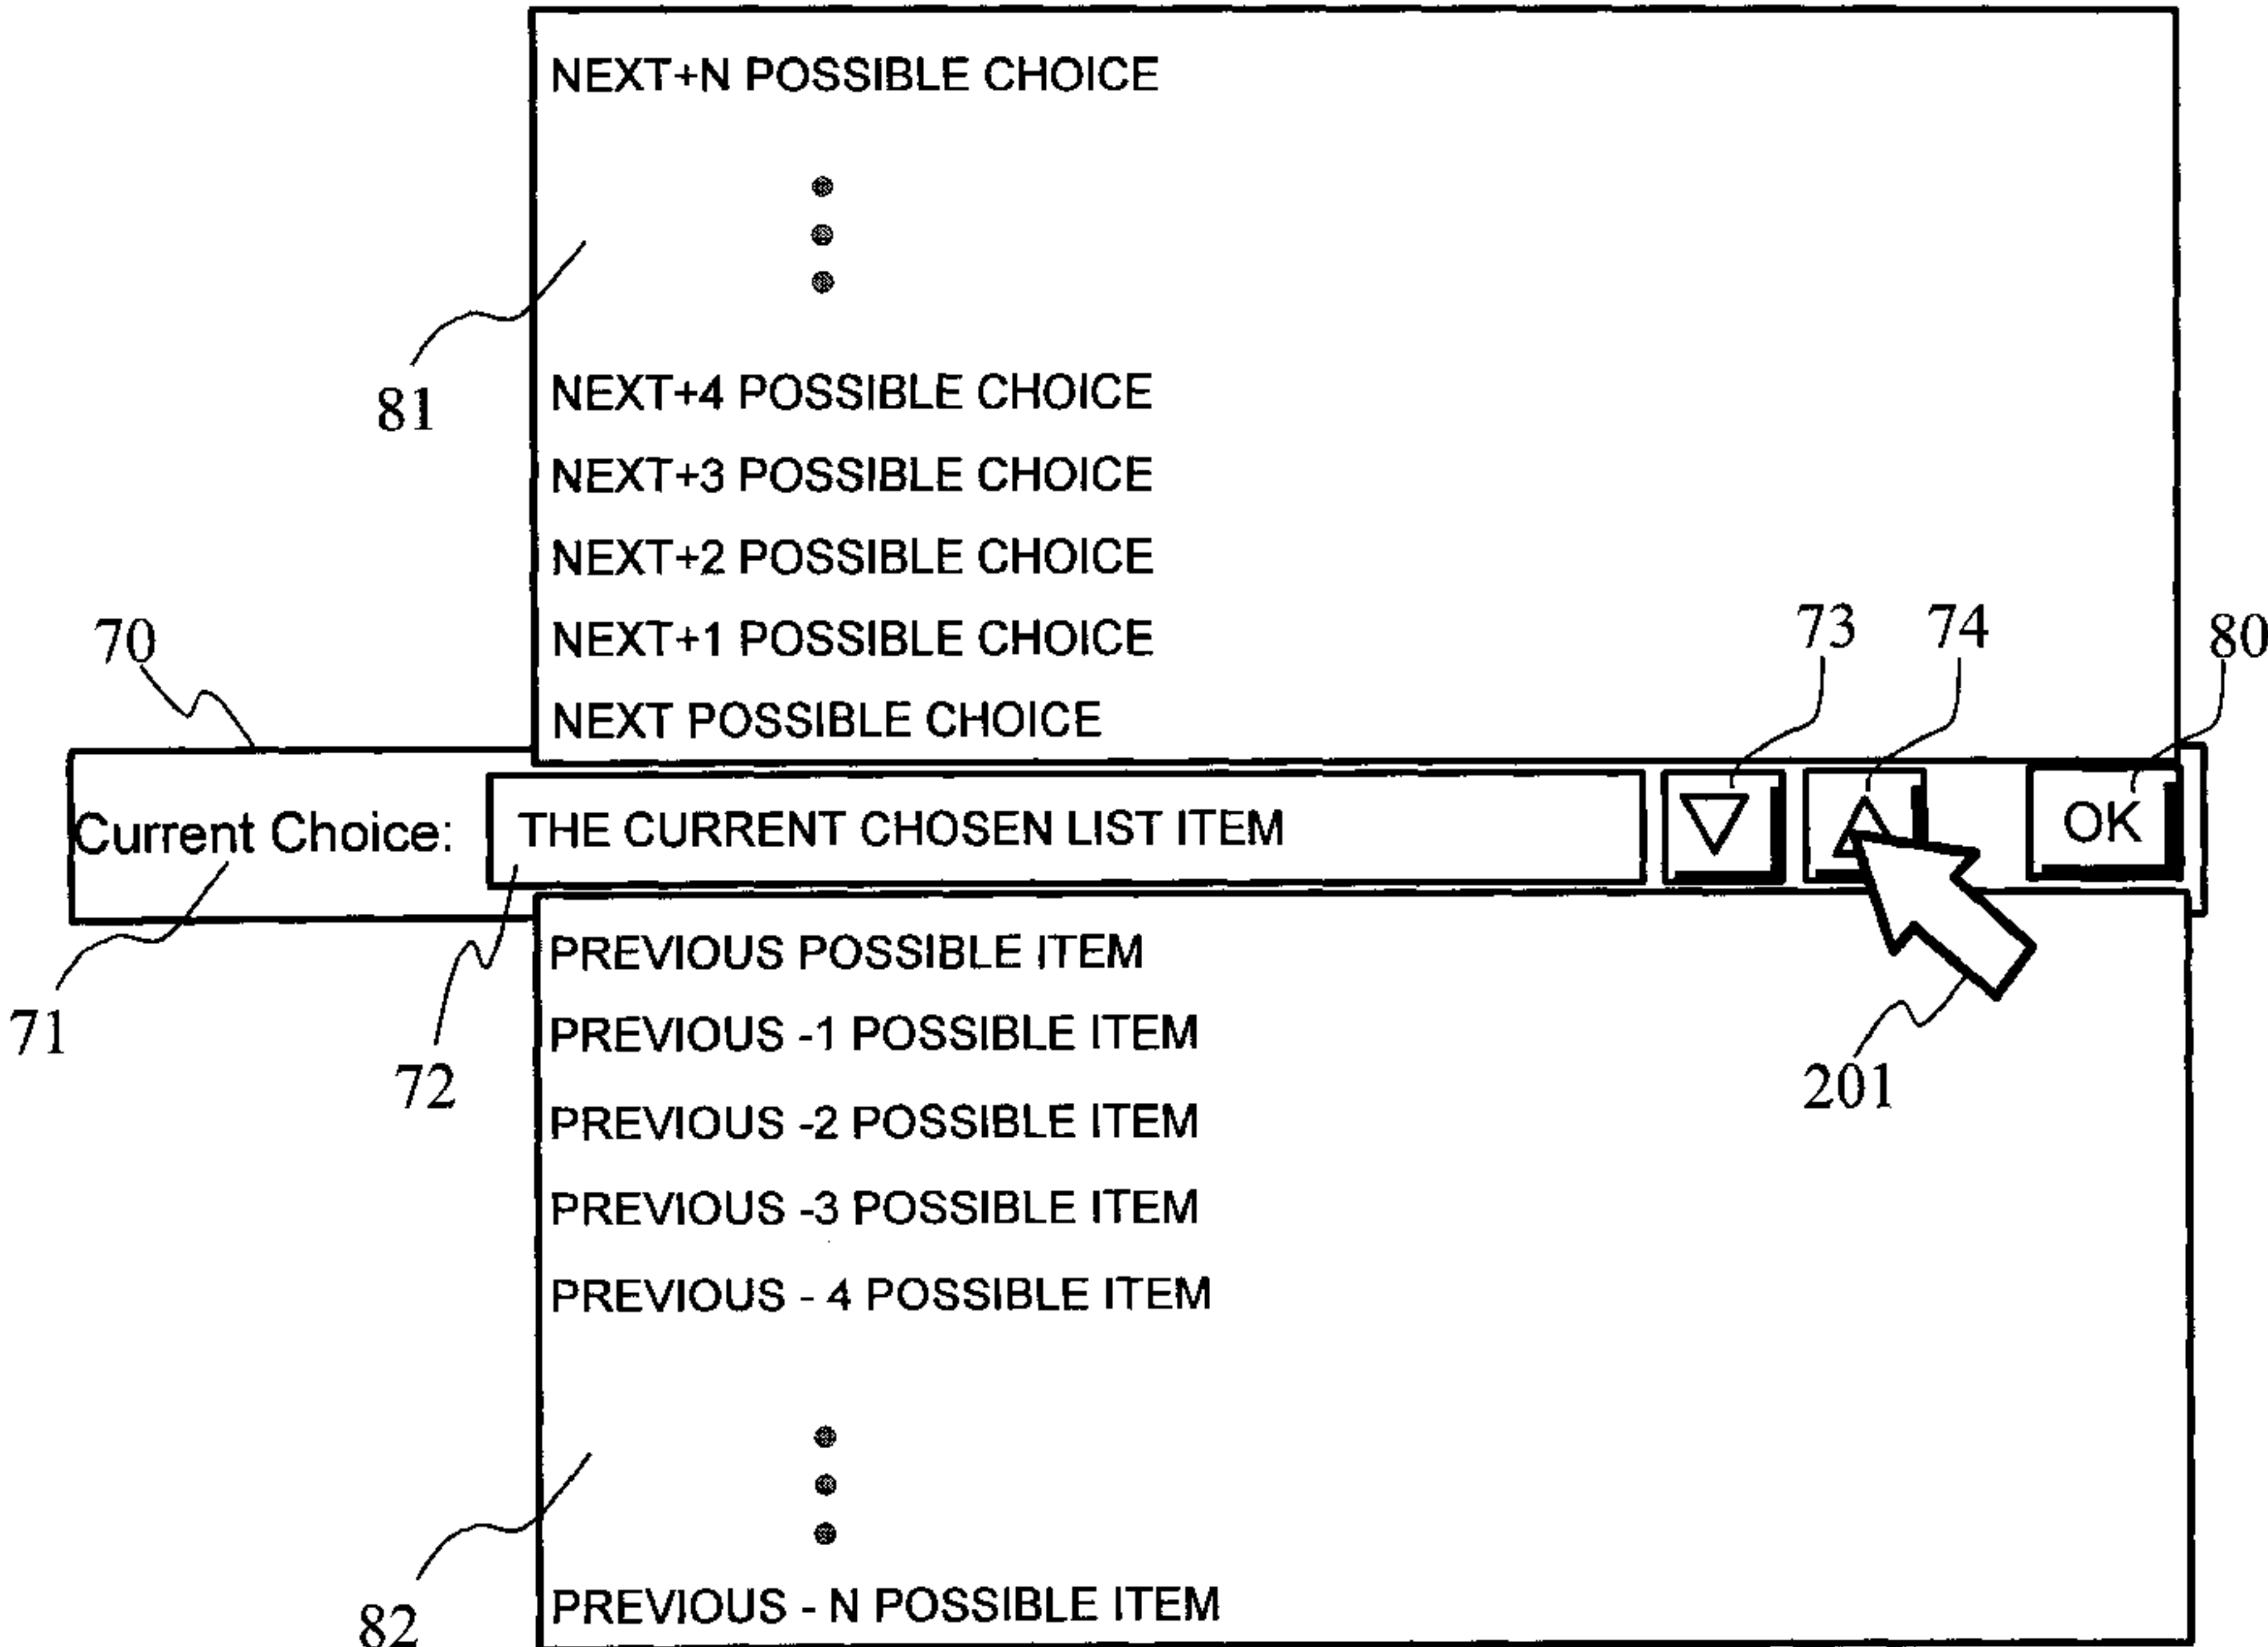 NEXT+N POSSIBLE CHOICE
81
NEXT+4 POSSIBLE CHOICE
NEXT+3 POSSIBLE CHOICE
NEXT+2 POSSIBLE CHOICE
NEXT+1 POSSIBLE CHOICE
70
73
74
80
NEXT POSSIBLE CHOICE
Current Choice:
THE CURRENT CHOSEN LIST ITEM
OK
PREVIOUS POSSIBLE ITEM
71
PREVIOUS -1 POSSIBLE ITEM
72
201
PREVIOUS -2 POSSIBLE ITEM
PREVIOUS -3 POSSIBLE ITEM
PREVIOUS - 4 POSSIBLE ITEM
PREVIOUS - N POSSIBLE ITEM
82